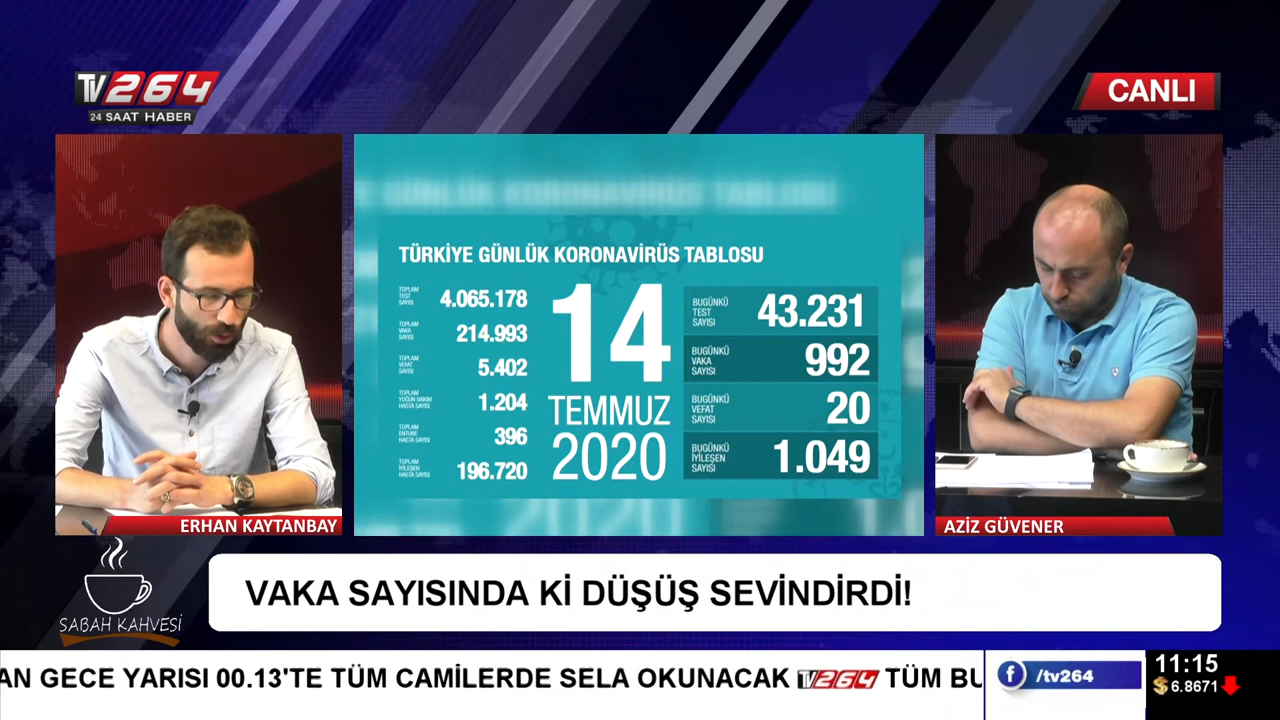 TV264
24 SAAT HABER
CANLI
TÜRKİYE GÜNLÜK KORONAVİRÜS TABLOSU
TOPLAM
TEST
SAYISI
4.065.178
TOPLAM
VAKA
SAYISI
214.993
TOPLAM
VEFAT
SAYISI
5.402
TOPLAM
YOĞUN BAKIM
HASTA SAYISI
1.204
TOPLAM
ENTUBE
HASTA SAYISI
396
TOPLAM
İYİLEŞEN
HASTA SAYISI
196.720
14
TEMMUZ
2020
BUGÜNKÜ
TEST
SAYISI
43.231
BUGÜNKÜ
VAKA
SAYISI
992
BUGÜNKÜ
VEFAT
SAYISI
20
BUGÜNKÜ
İYİLEŞEN
SAYISI
1.049
ERHAN KAYTANBAY
AZİZ GÜVENER
SABAH KAHVESİ
VAKA SAYISINDA Kİ DÜŞÜŞ SEVİNDİRDİ!
AN GECE YARISI 00.13'TE TÜM CAMİLERDE SELA OKUNACAK TV264 TÜM BU
f /tv264
11:15
$ 6.8671